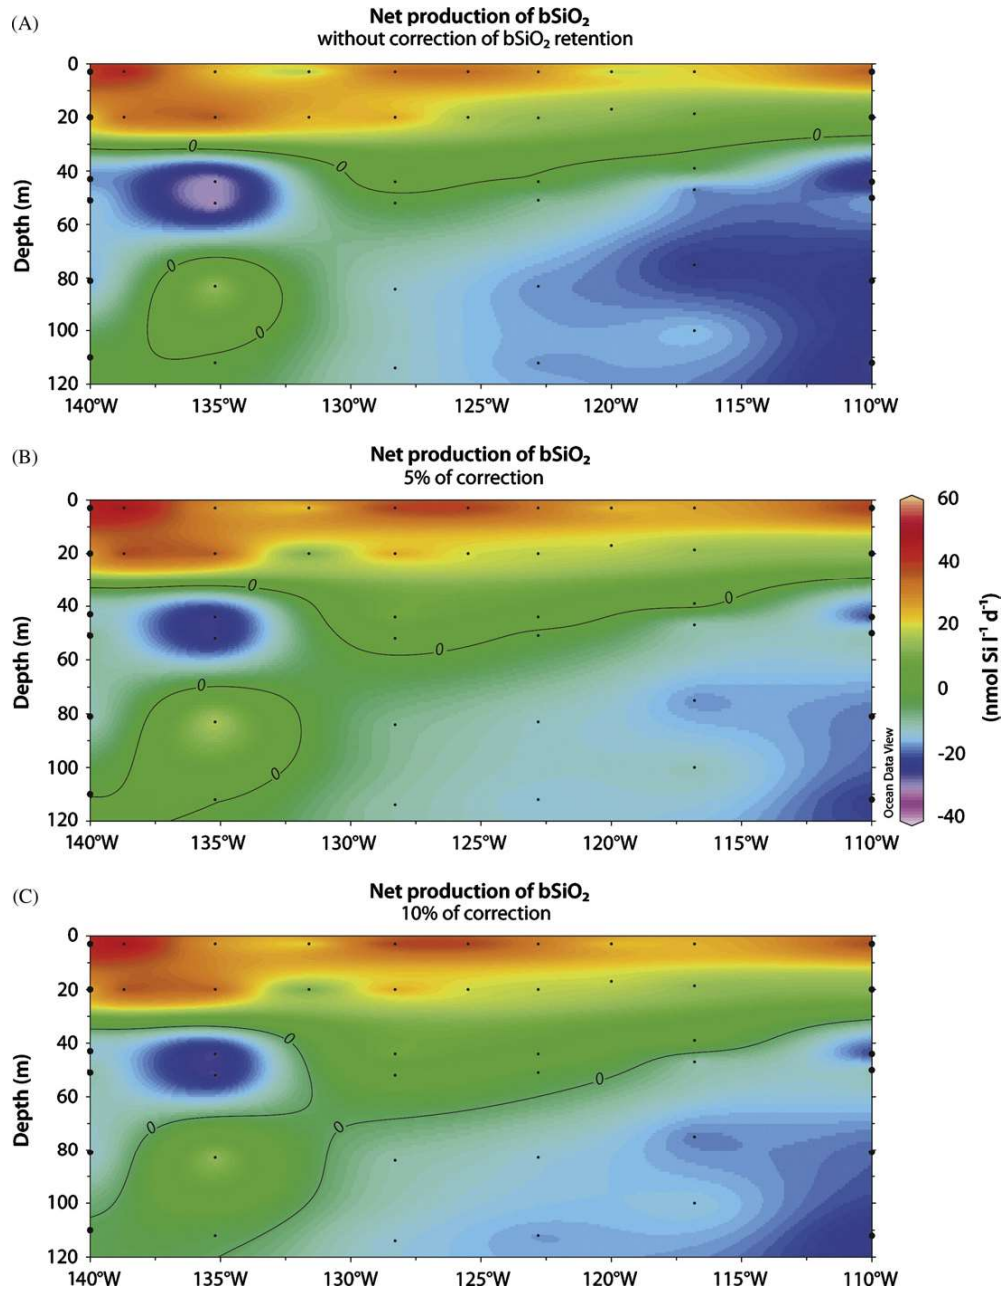 (A)
Net production of bSiO₂
without correction of bSiO₂ retention
Depth (m)
0
20
40
60
80
100
120
0
0
0
0
0
140°W
135°W
130°W
125°W
120°W
115°W
110°W
(B)
Net production of bSiO₂
5% of correction
Depth (m)
0
20
40
60
80
100
120
0
0
0
0
0
140°W
135°W
130°W
125°W
120°W
115°W
110°W
Ocean Data View
60
40
20
0
-20
-40
(nmol Si l⁻¹ d⁻¹)
(C)
Net production of bSiO₂
10% of correction
Depth (m)
0
20
40
60
80
100
120
0
0
0
0
140°W
135°W
130°W
125°W
120°W
115°W
110°W